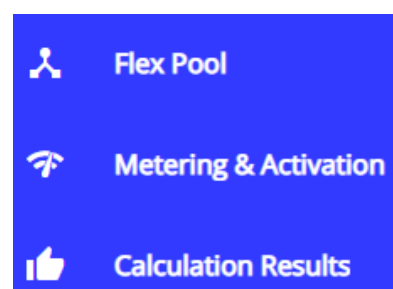 Flex Pool
Metering & Activation
Calculation Results